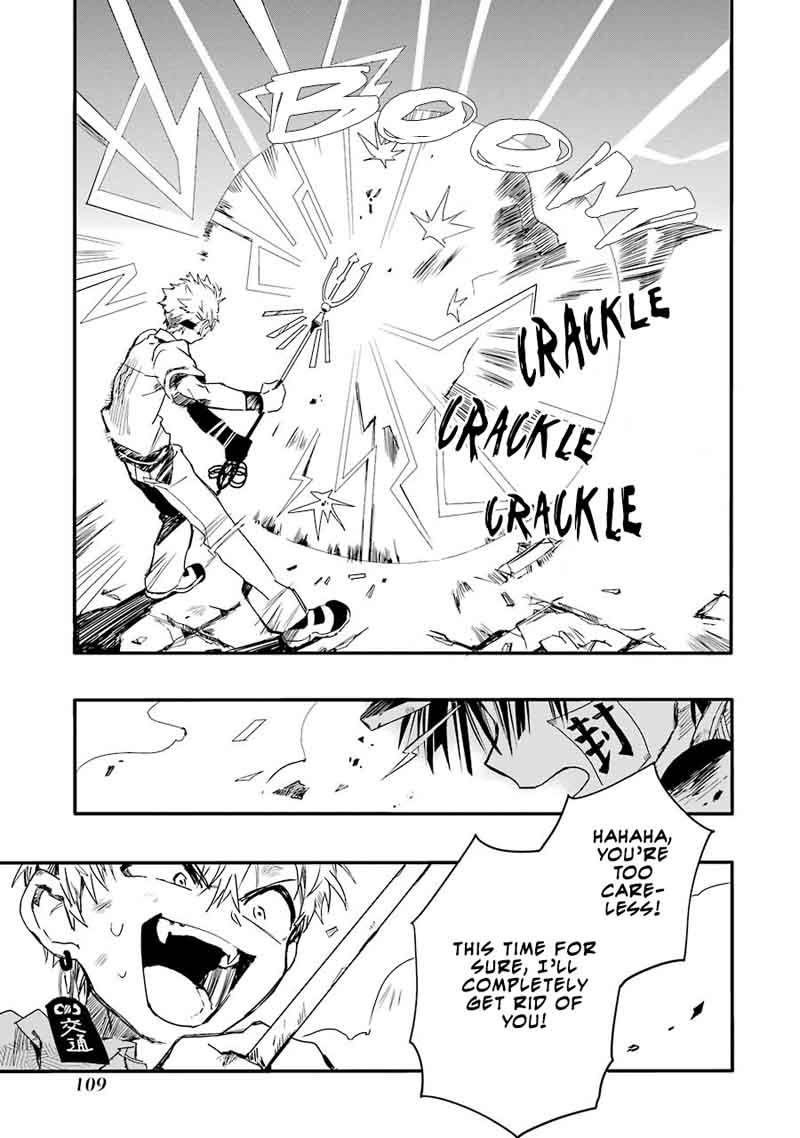 BOOM
CRACKLE
CRACKLE
CRACKLE
封
HAHAHA,
YOU'RE
TOO
CARE-
LESS!
THIS TIME FOR
SURE, I'LL
COMPLETELY
GET RID OF
YOU!
交通
109